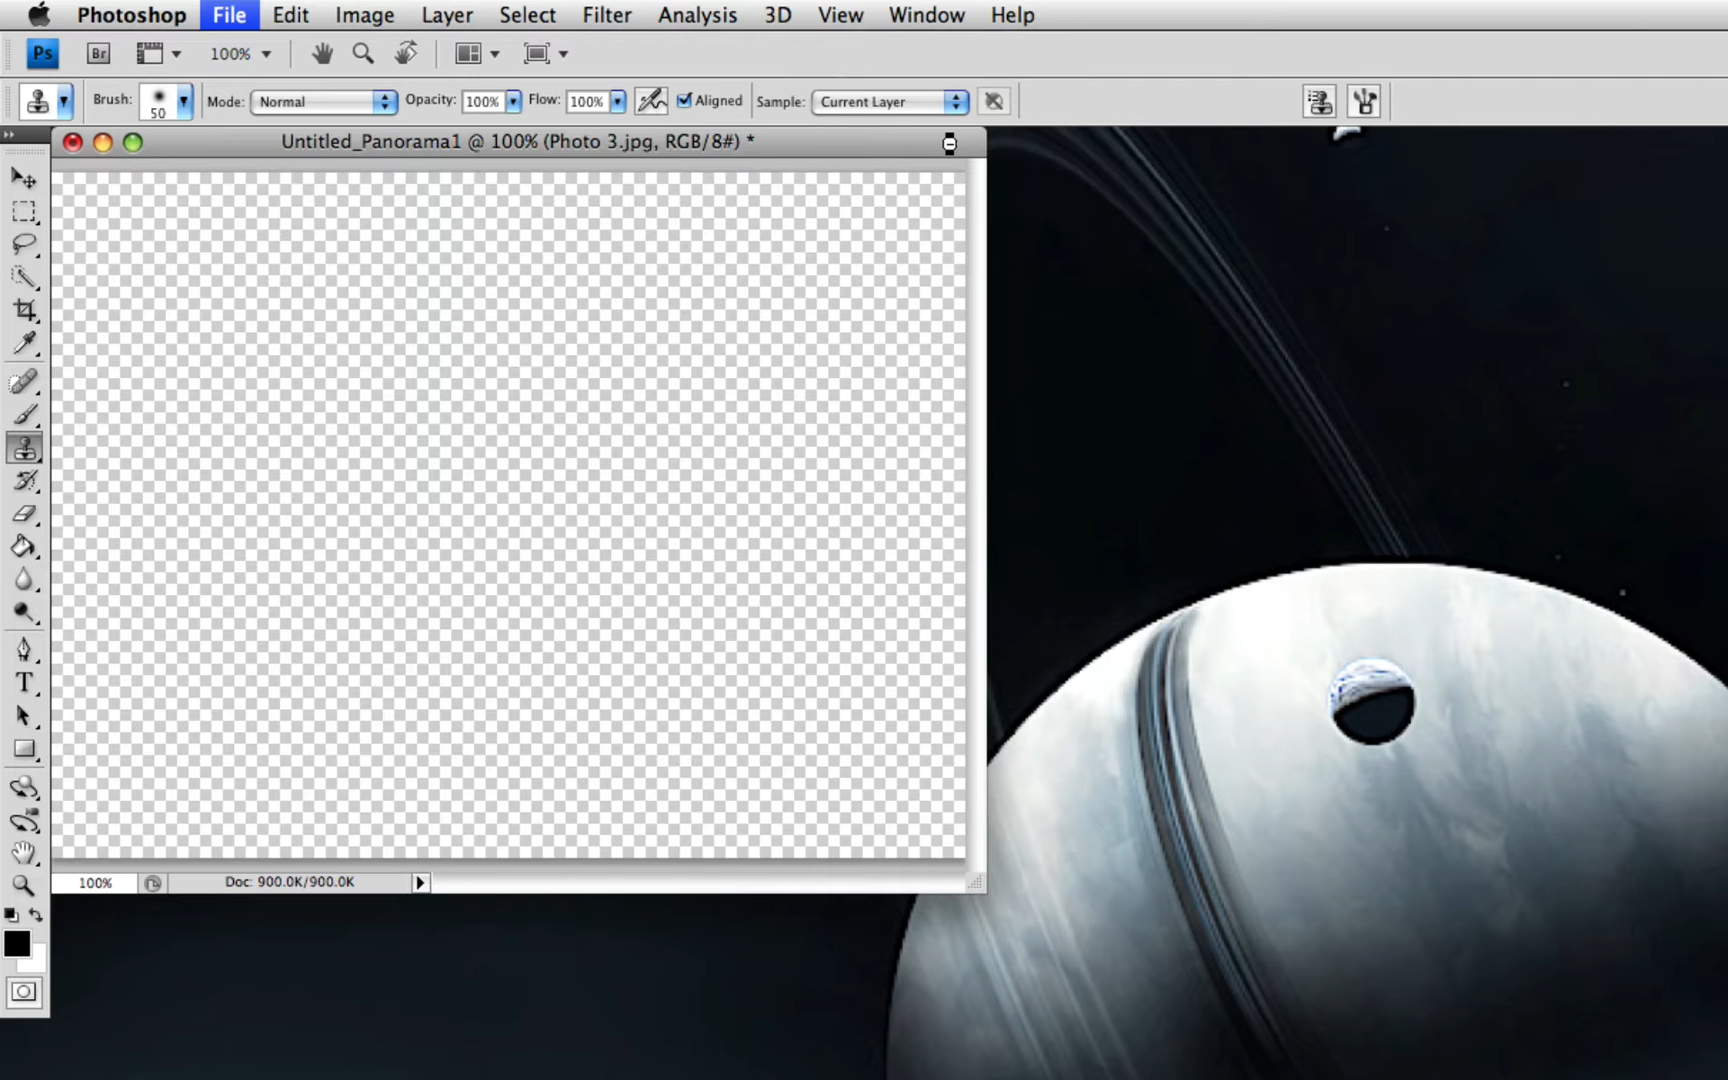 Photoshop File Edit Image Layer Select Filter Analysis 3D View Window Help
Ps Br 100%
Brush: 50 Mode: Normal Opacity: 100% Flow: 100% Aligned Sample: Current Layer
Untitled_Panorama1 @ 100% (Photo 3.jpg, RGB/8#) *
T
100% Doc: 900.0K/900.0K